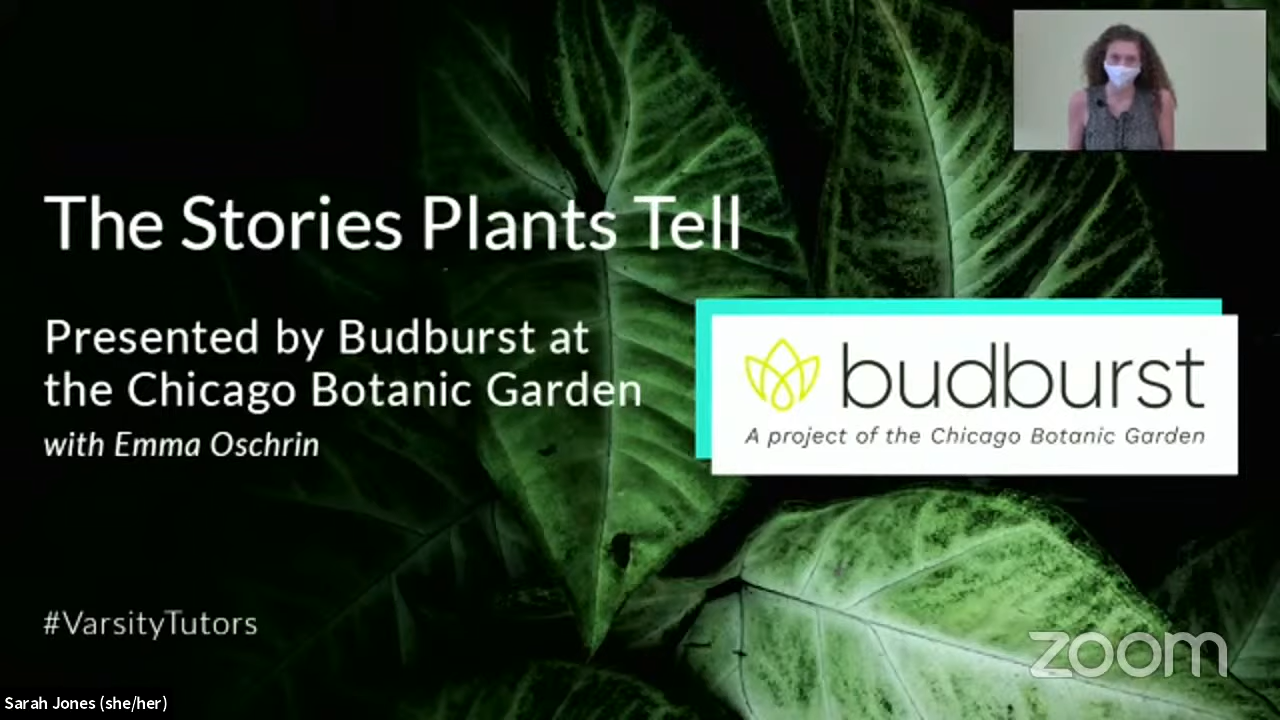 The Stories Plants Tell
Presented by Budburst at
the Chicago Botanic Garden
with Emma Oschrin
budburst
A project of the Chicago Botanic Garden
#VarsityTutors
zoom
Sarah Jones (she/her)